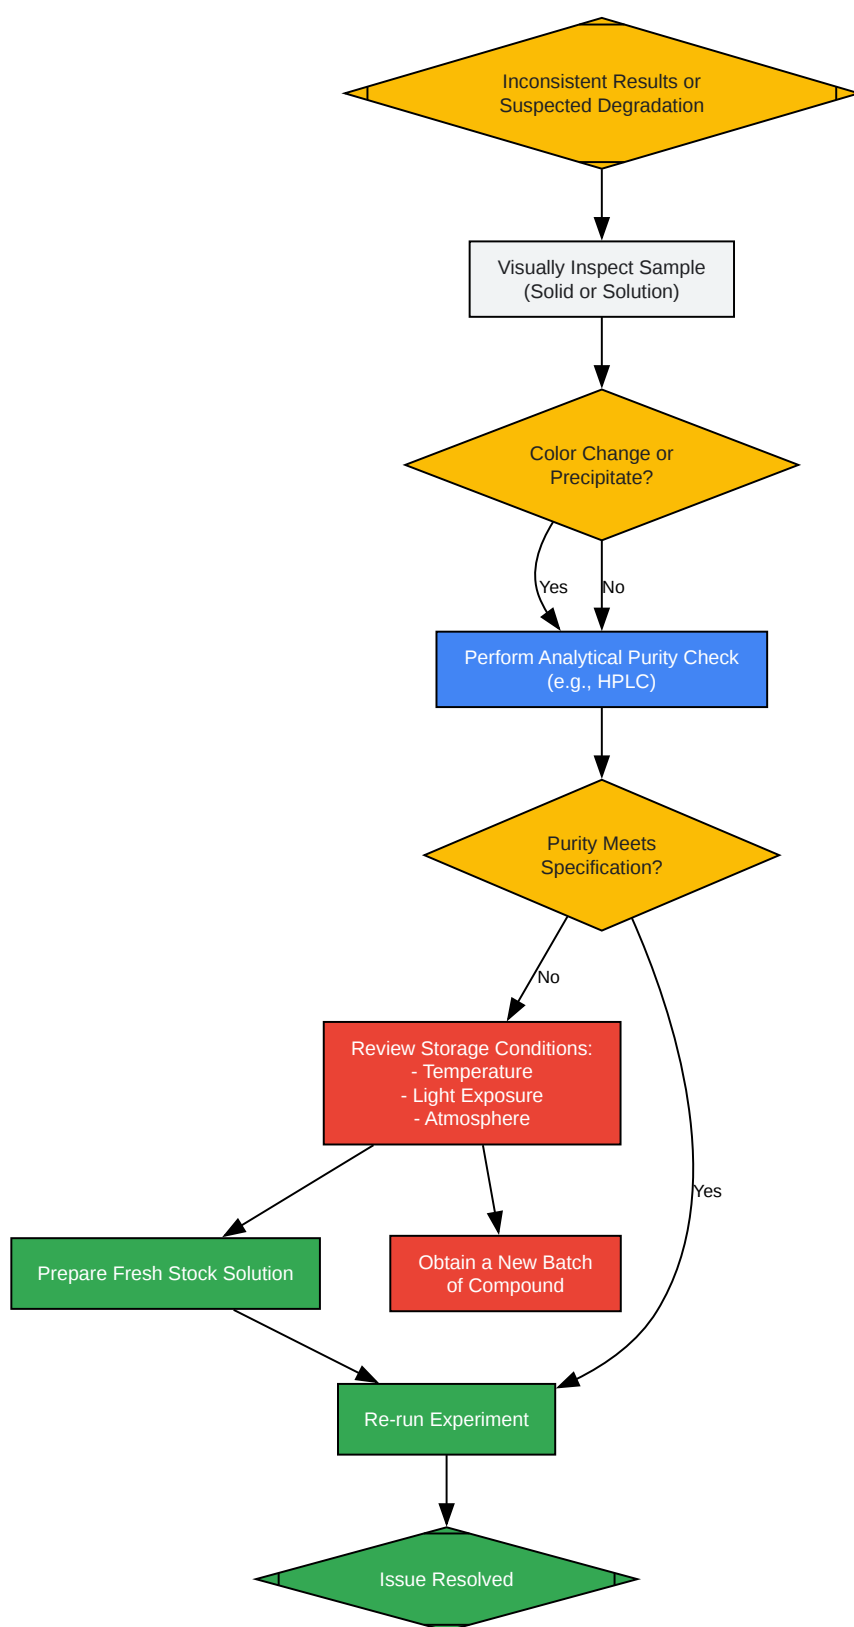 Inconsistent Results or
Suspected Degradation
Visually Inspect Sample
(Solid or Solution)
Color Change or
Precipitate?
Yes
No
Perform Analytical Purity Check
(e.g., HPLC)
Purity Meets
Specification?
No
Review Storage Conditions:
- Temperature
- Light Exposure
- Atmosphere
Yes
Prepare Fresh Stock Solution
Obtain a New Batch
of Compound
Re-run Experiment
Issue Resolved